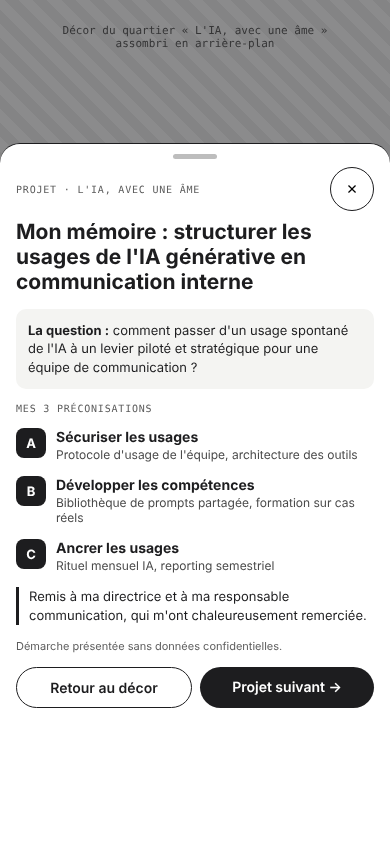 Décor du quartier « L'IA, avec une âme »
assombri en arrière-plan
PROJET · L'IA, AVEC UNE ÂME
✕
Mon mémoire : structurer les
usages de l'IA générative en
communication interne
La question : comment passer d'un usage spontané
de l'IA à un levier piloté et stratégique pour une
équipe de communication ?
MES 3 PRÉCONISATIONS
A
Sécuriser les usages
Protocole d'usage de l'équipe, architecture des outils
B
Développer les compétences
Bibliothèque de prompts partagée, formation sur cas
réels
C
Ancrer les usages
Rituel mensuel IA, reporting semestriel
Remis à ma directrice et à ma responsable
communication, qui m'ont chaleureusement remerciée.
Démarche présentée sans données confidentielles.
Retour au décor
Projet suivant →